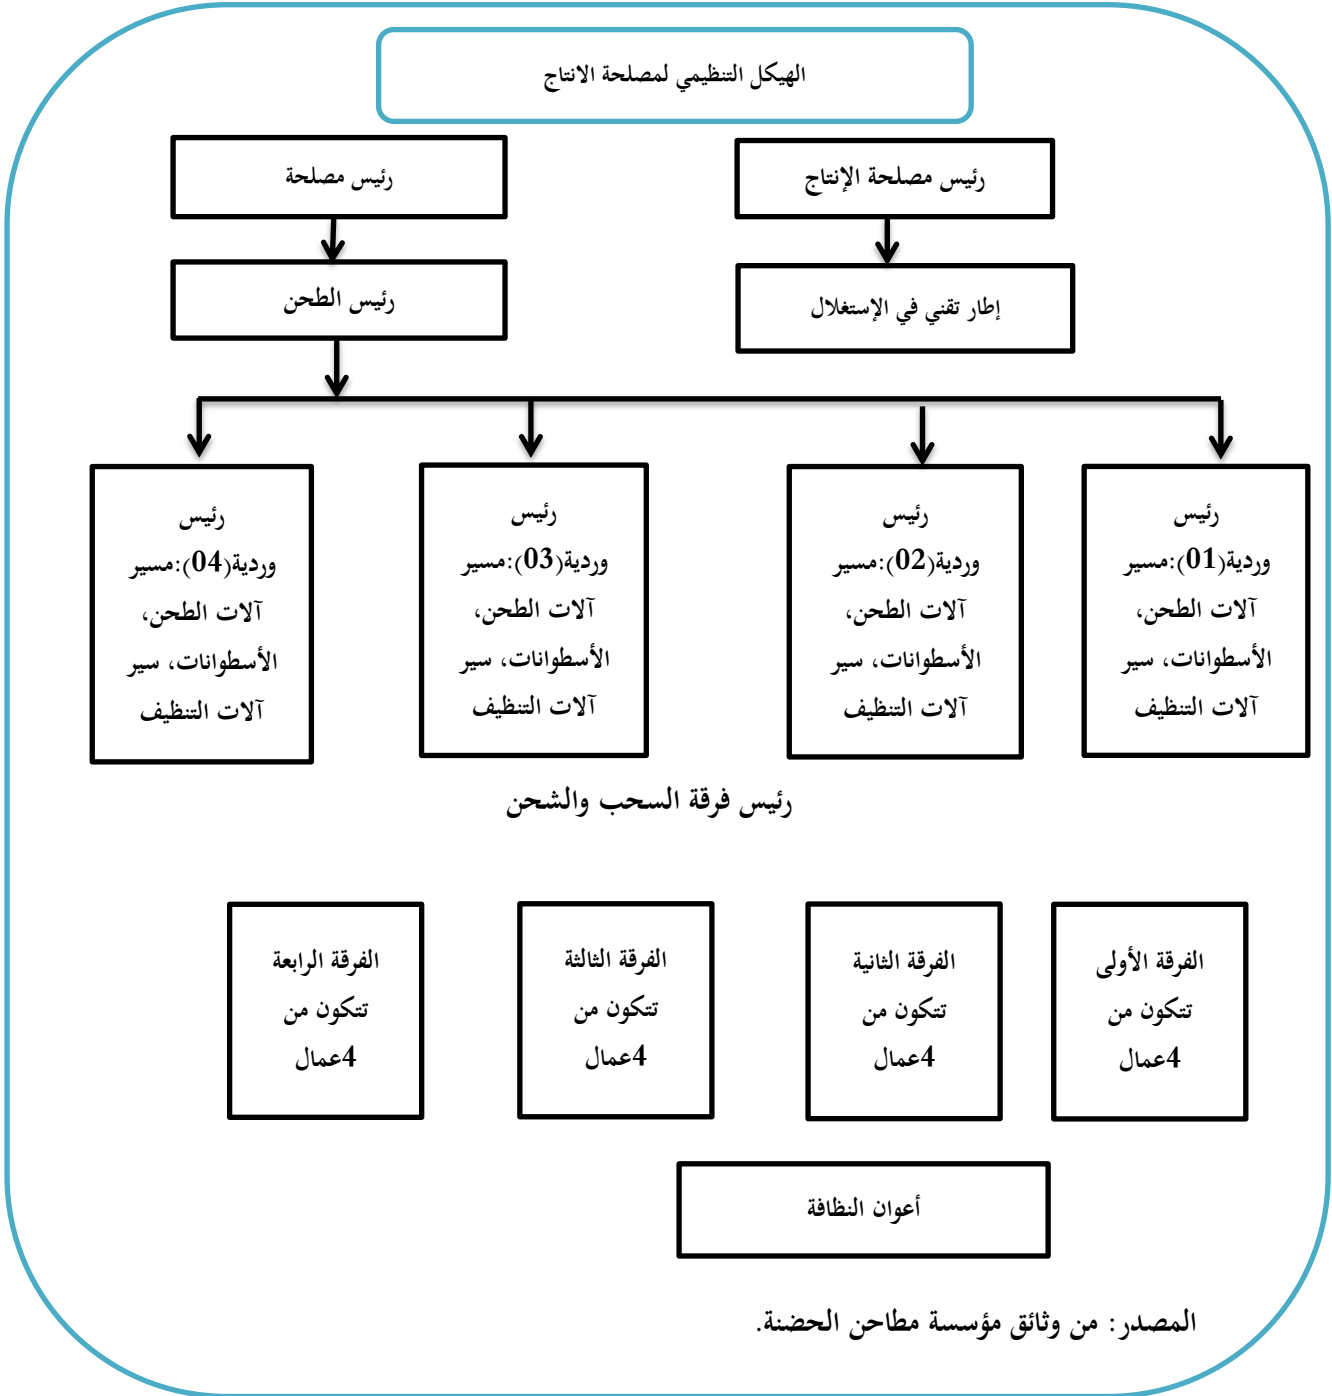 الهيكل التنظيمي لمصلحة الانتاج
رئيس مصلحة الإنتاج
رئيس مصلحة
إطار تقني في الإستغلال
رئيس الطحن
رئيس
وردية(01):مسير
آلات الطحن،
الأسطوانات، سير
آلات التنظيف
رئيس
وردية(02):مسير
آلات الطحن،
الأسطوانات، سير
آلات التنظيف
رئيس
وردية(03):مسير
آلات الطحن،
الأسطوانات، سير
آلات التنظيف
رئيس
وردية(04):مسير
آلات الطحن،
الأسطوانات، سير
آلات التنظيف
رئيس فرقة السحب والشحن
الفرقة الأولى
تتكون من
4عمال
الفرقة الثانية
تتكون من
4عمال
الفرقة الثالثة
تتكون من
4عمال
الفرقة الرابعة
تتكون من
4عمال
أعوان النظافة
المصدر: من وثائق مؤسسة مطاحن الحضنة.